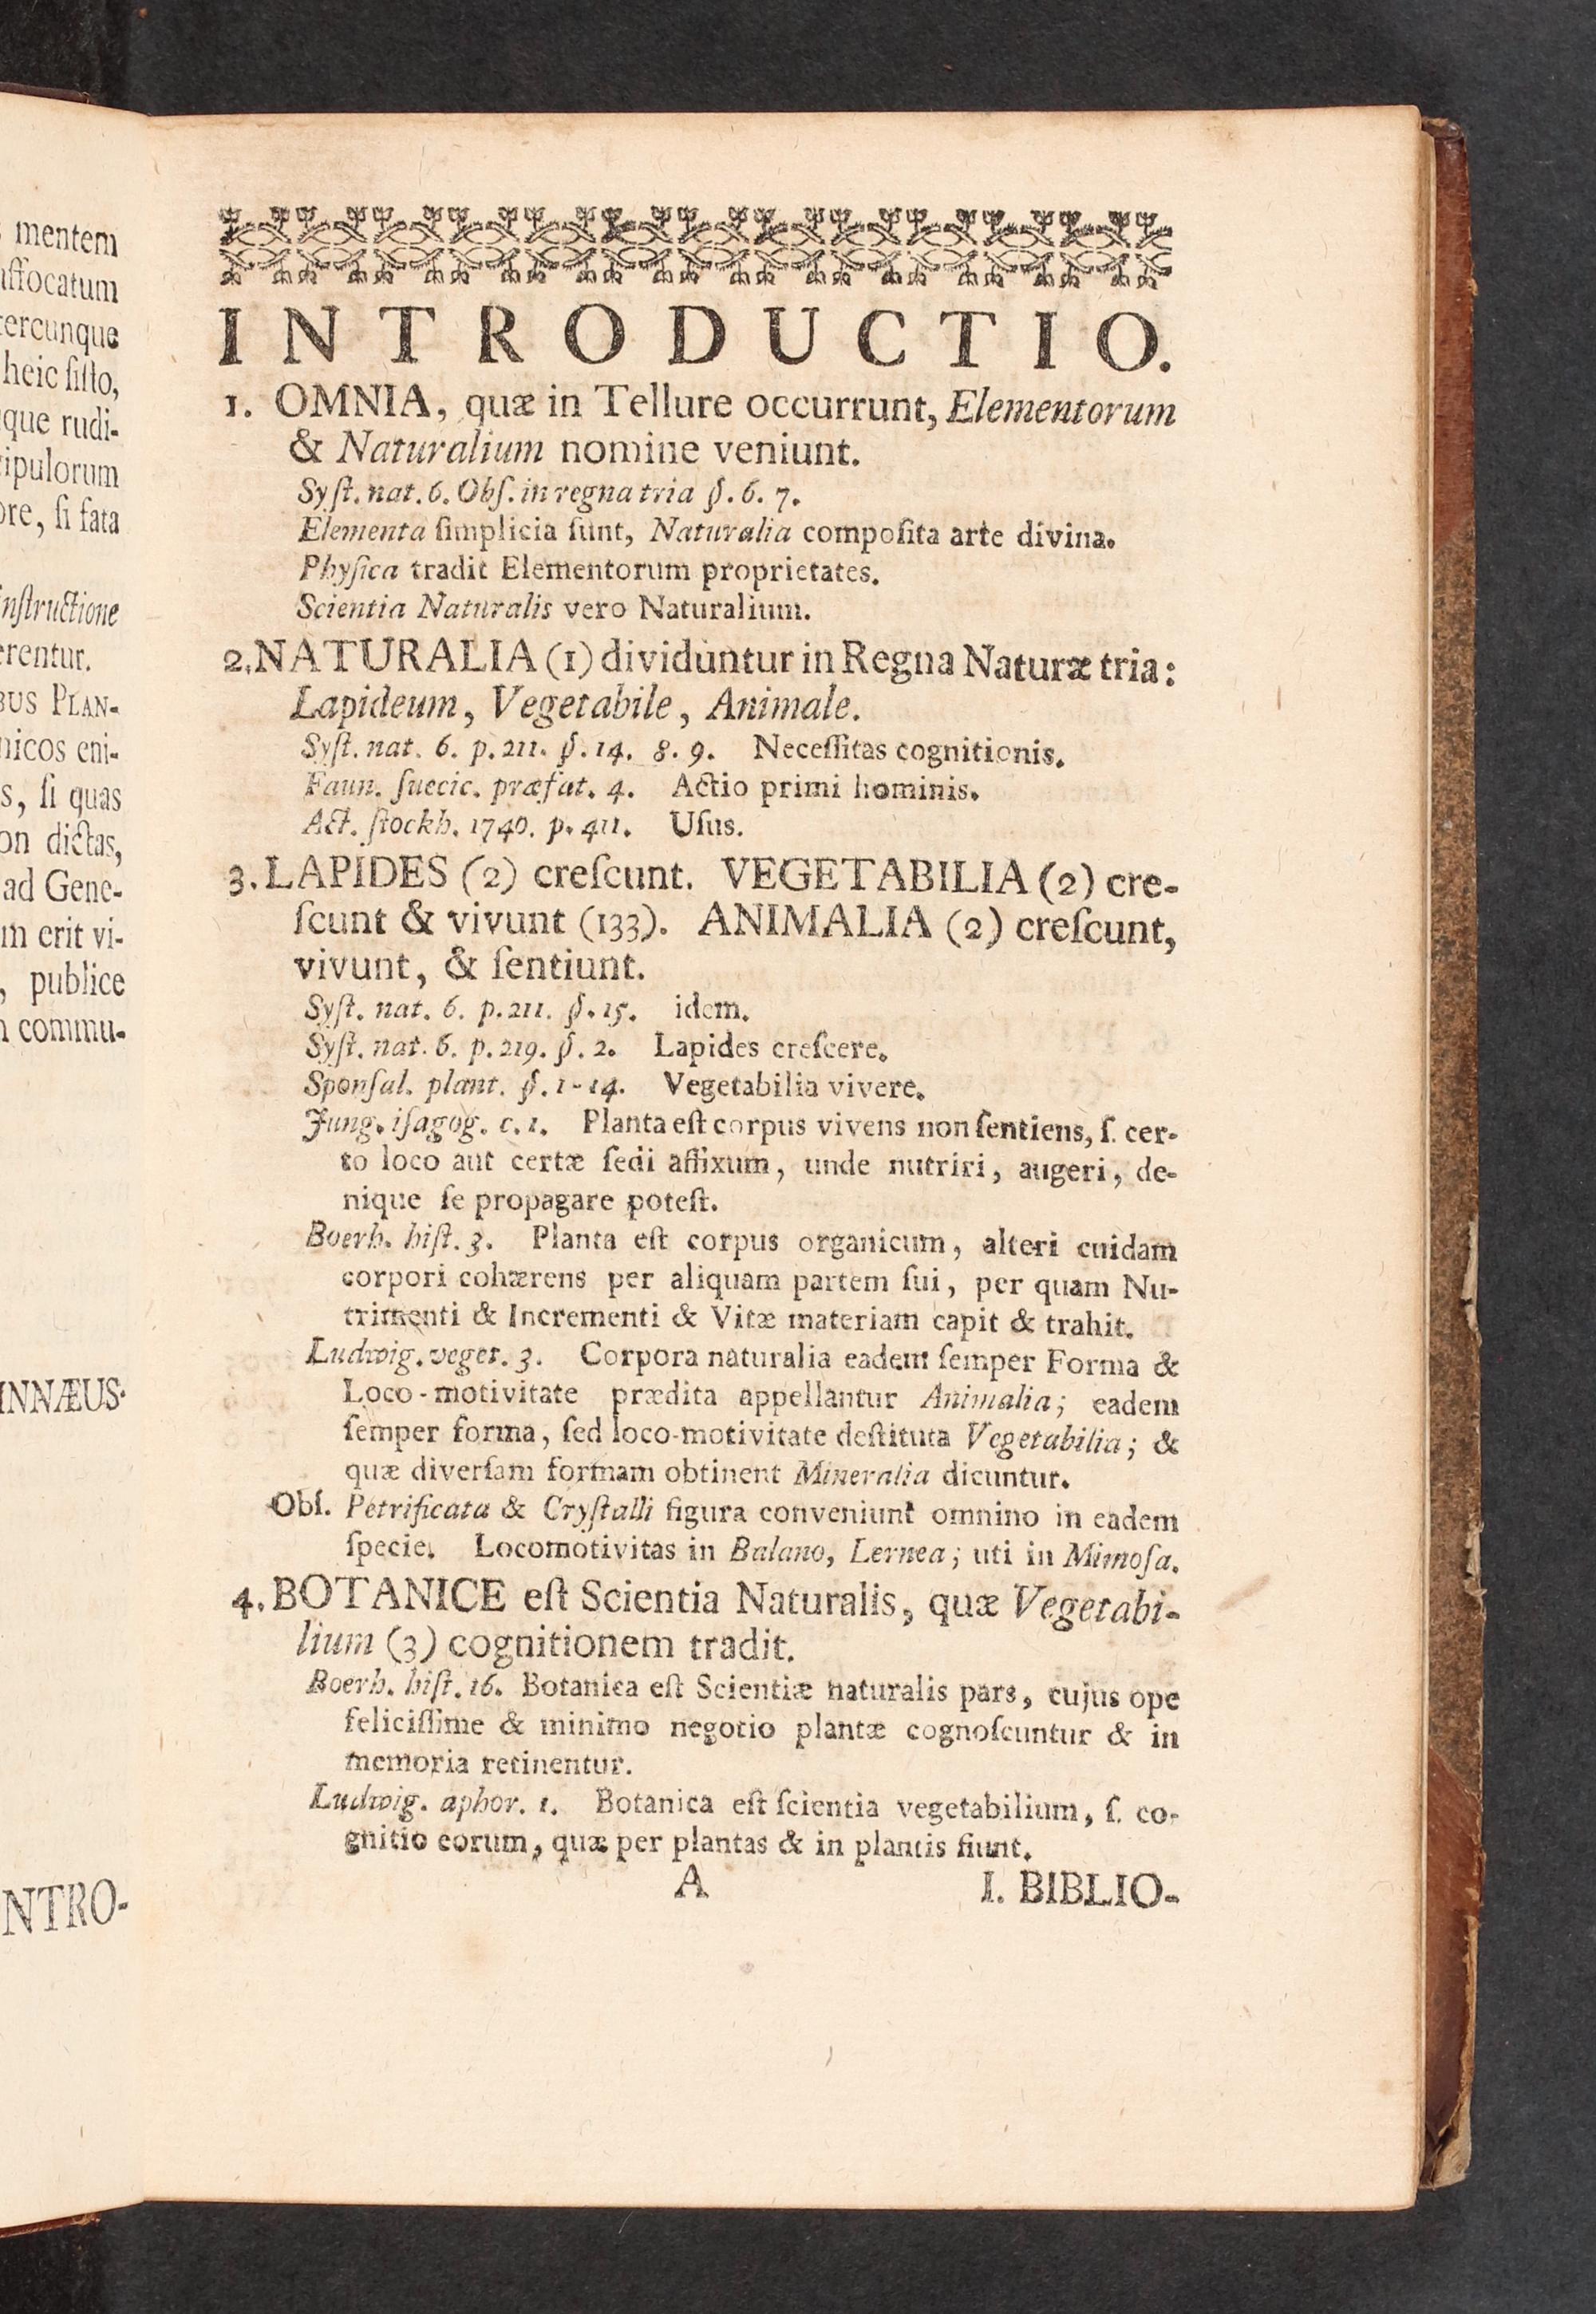 mentem
uffocatum
tercunque
heic siſto,
que rudi-
cipulorum
ore, ſi fata
inſtructione
erentur.
BUS PLAN-
nicos eni-
s, ſi quas
on dictas,
ad Gene-
m erit vi-
, publice
commu-
INNÆUS.
NTRO-
INTRODUCTIO.
1. OMNIA, quæ in Tellure occurrunt, Elementorum
& Naturalium nomine veniunt.
Syſt. nat. 6. Obſ. in regna tria §. 6. 7.
Elementa ſimplicia ſunt, Naturalia compoſita arte divina.
Phyſica tradit Elementorum proprietates.
Scientia Naturalis vero Naturalium.
2. NATURALIA (1) dividuntur in Regna Naturæ tria:
Lapideum, Vegetabile, Animale.
Syſt. nat. 6. p. 211. §. 14. 8. 9. Neceſſitas cognitionis.
Faun. ſuecic. præfat. 4. Actio primi hominis.
Act. ſtockh. 1740. p. 411. Uſus.
3. LAPIDES (2) creſcunt. VEGETABILIA (2) cre-
ſcunt & vivunt (133). ANIMALIA (2) creſcunt,
vivunt, & ſentiunt.
Syſt. nat. 6. p. 211. §. 15. idem.
Syſt. nat. 6. p. 219. §. 2. Lapides creſcere.
Sponſal. plant. §. 1-14. Vegetabilia vivere.
Jung. iſagog. c. 1. Planta eſt corpus vivens non ſentiens, ſ. cer-
to loco aut certæ ſedi affixum, unde nutriri, augeri, de-
nique ſe propagare poteſt.
Boerh. hiſt. 3. Planta eſt corpus organicum, alteri cuidam
corpori cohærens per aliquam partem ſui, per quam Nu-
trimenti & Incrementi & Vitæ materiam capit & trahit.
Ludwig. veget. 3. Corpora naturalia eadem ſemper Forma &
Loco-motivitate prædita appellantur Animalia; eadem
ſemper forma, ſed loco-motivitate deſtituta Vegetabilia; &
quæ diverſam formam obtinent Mineralia dicuntur.
Obſ. Petrificata & Cryſtalli figura conveniunt omnino in eadem
ſpecie. Locomotivitas in Balano, Lernea; uti in Mimoſa.
4. BOTANICE eſt Scientia Naturalis, quæ Vegetabi-
lium (3) cognitionem tradit.
Boerh. hiſt. 16. Botanica eſt Scientiæ naturalis pars, cujus ope
feliciſſime & minimo negotio plantæ cognoſcuntur & in
memoria retinentur.
Ludwig. aphor. 1. Botanica eſt ſcientia vegetabilium, ſ. co-
gnitio eorum, quæ per plantas & in plantis fiunt.
A I. BIBLIO-